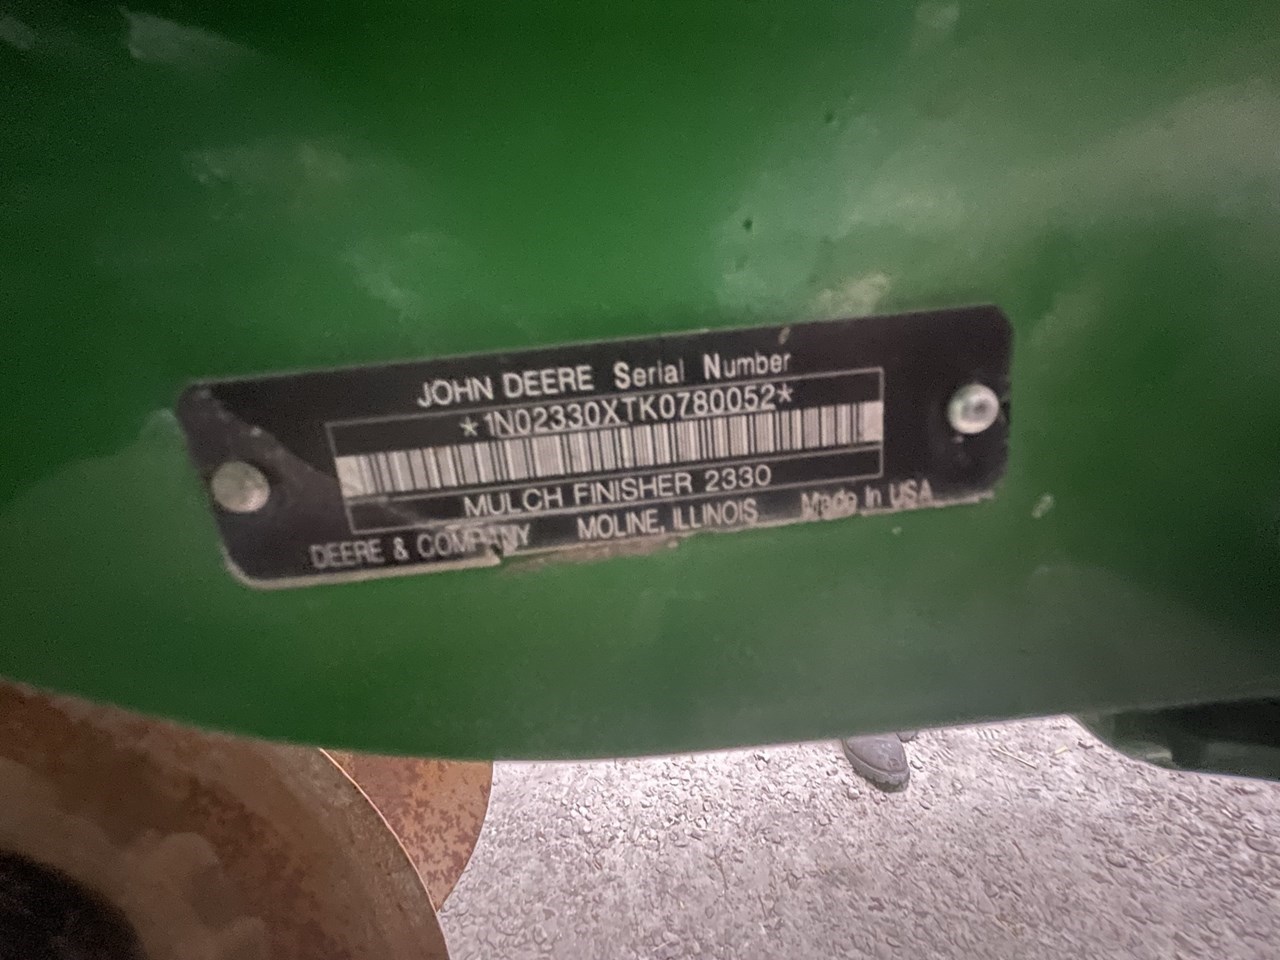 JOHN DEERE Serial Number
*1N02330XTK0780052*
MULCH FINISHER 2330
DEERE & COMPANY MOLINE, ILLINOIS Made In USA